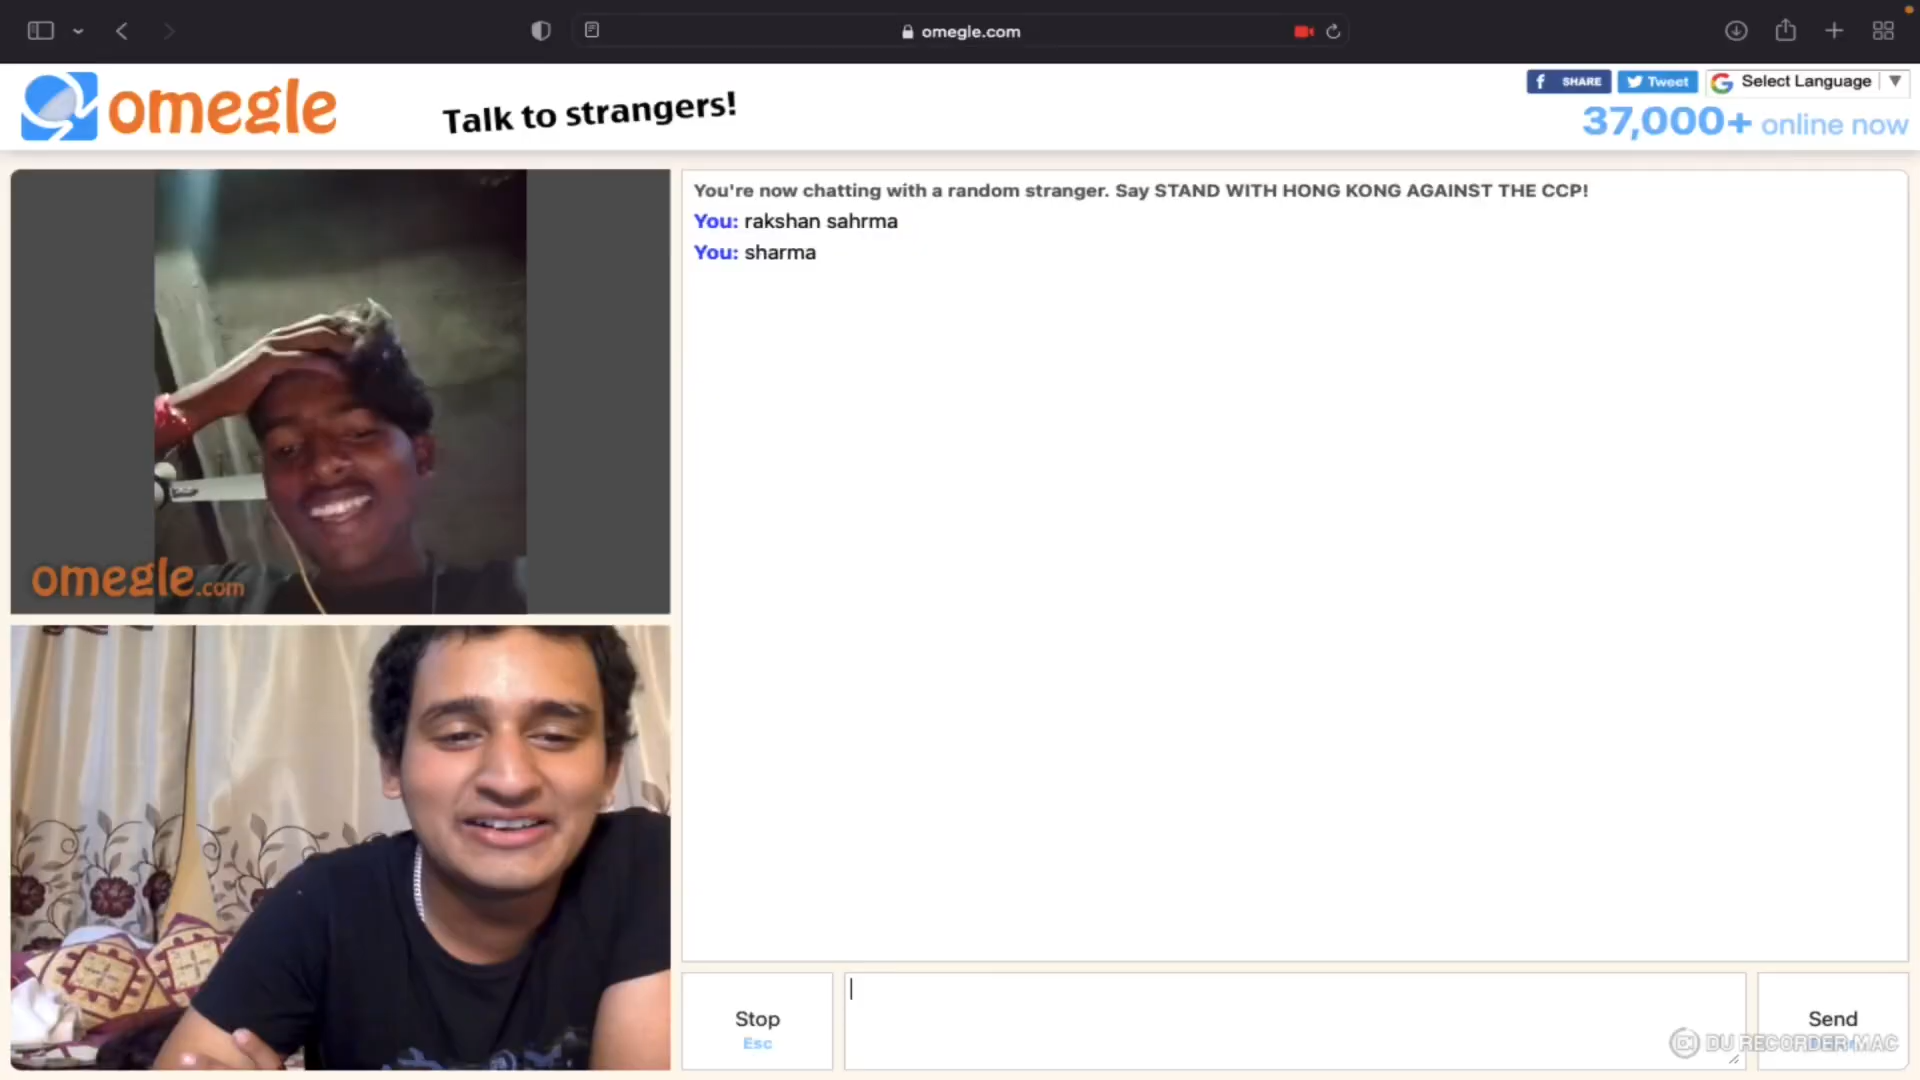 omegle.com
omegle
Talk to strangers!
SHARE
Tweet
Select Language
37,000+ online now
You're now chatting with a random stranger. Say STAND WITH HONG KONG AGAINST THE CCP!
You: rakshan sahrma
You: sharma
omegle.com
Stop
Esc
Send
DU RECORDER MAC